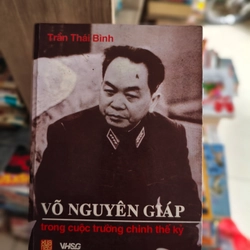 Trần Thái Bình
VÕ NGUYÊN GIÁP
trong cuộc trường chinh thế kỷ
VHSG